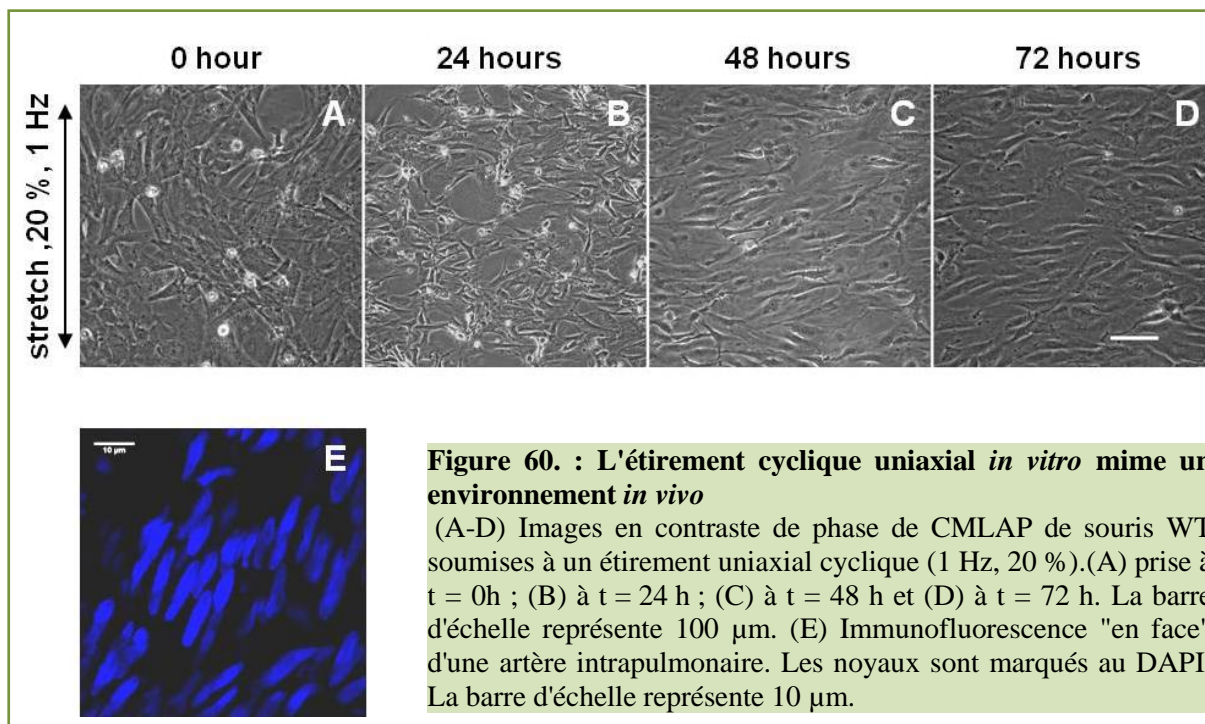 0 hour 24 hours 48 hours 72 hours
stretch ,20 %, 1 Hz
A B C D
10 µm E
Figure 60. : L'étirement cyclique uniaxial in vitro mime un
environnement in vivo
(A-D) Images en contraste de phase de CMLAP de souris WT
soumises à un étirement uniaxial cyclique (1 Hz, 20 %).(A) prise à
t = 0h ; (B) à t = 24 h ; (C) à t = 48 h et (D) à t = 72 h. La barre
d'échelle représente 100 µm. (E) Immunofluorescence "en face"
d'une artère intrapulmonaire. Les noyaux sont marqués au DAPI
La barre d'échelle représente 10 µm.